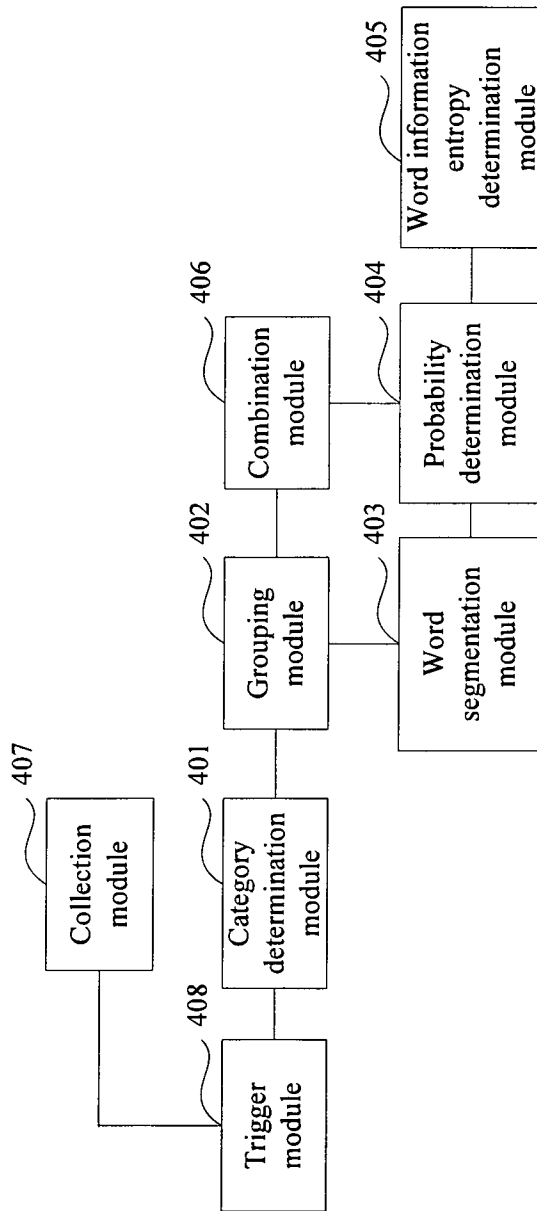 407
Collection
module
408
Trigger
module
401
Category
determination
module
402
Grouping
module
406
Combination
module
403
Word
segmentation
module
404
Probability
determination
module
405
Word information
entropy
determination
module